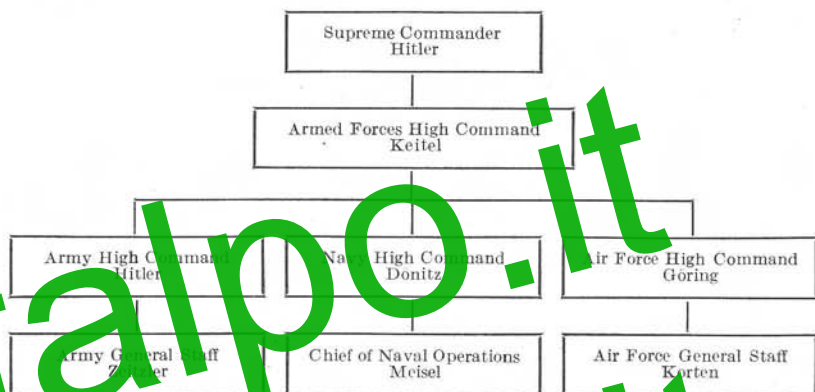 Supreme Commander
Hitler
Armed Forces High Command
Keitel
Army High Command
Hitler
Navy High Command
Donitz
Air Force High Command
Göring
Army General Staff
Zeitzler
Chief of Naval Operations
Meisel
Air Force General Staff
Korten
alpo.it